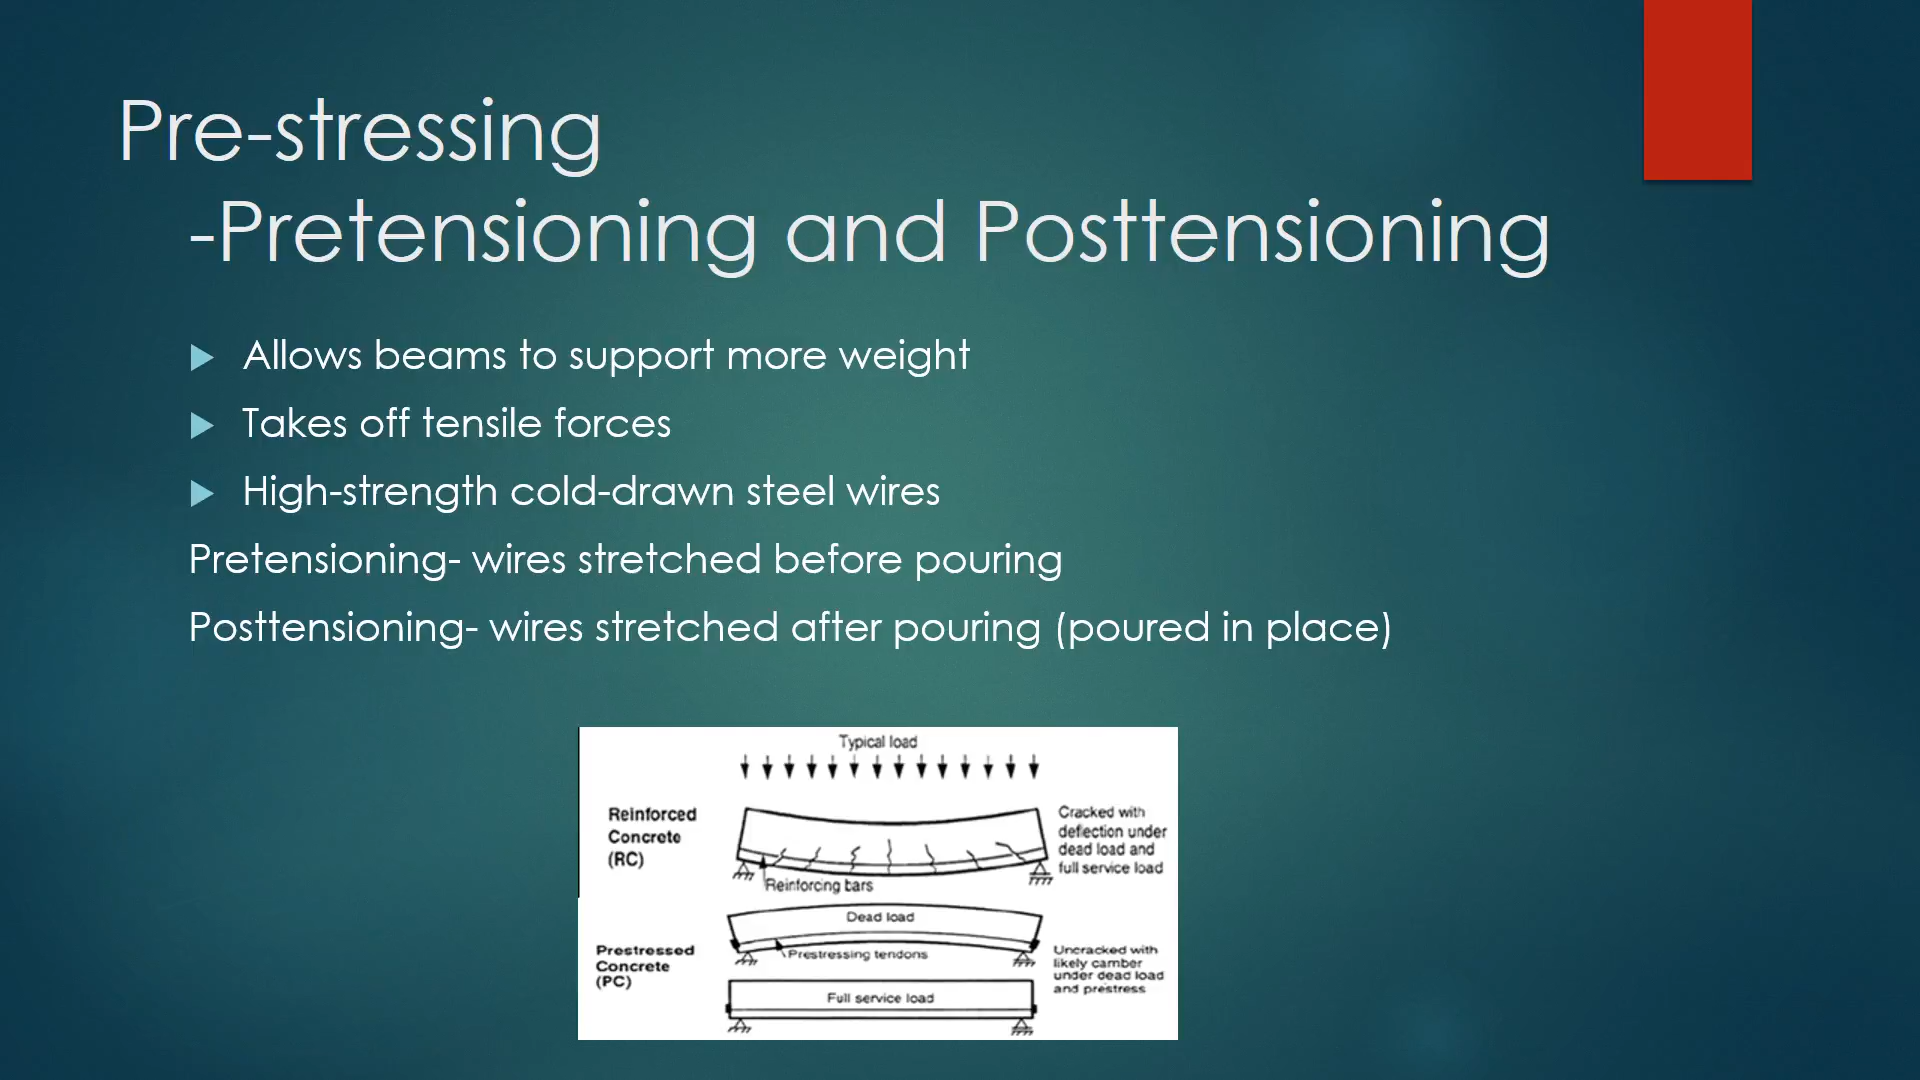 Pre-stressing
-Pretensioning and Posttensioning
Allows beams to support more weight
Takes off tensile forces
High-strength cold-drawn steel wires
Pretensioning- wires stretched before pouring
Posttensioning- wires stretched after pouring (poured in place)
Typical load
Reinforced
Concrete
(RC)
Reinforcing bars
Cracked with
deflection under
dead load and
full service load
Dead load
Prestressed
Concrete
(PC)
Prestressing tendons
Uncracked with
likely camber
under dead load
and prestress
Full service load